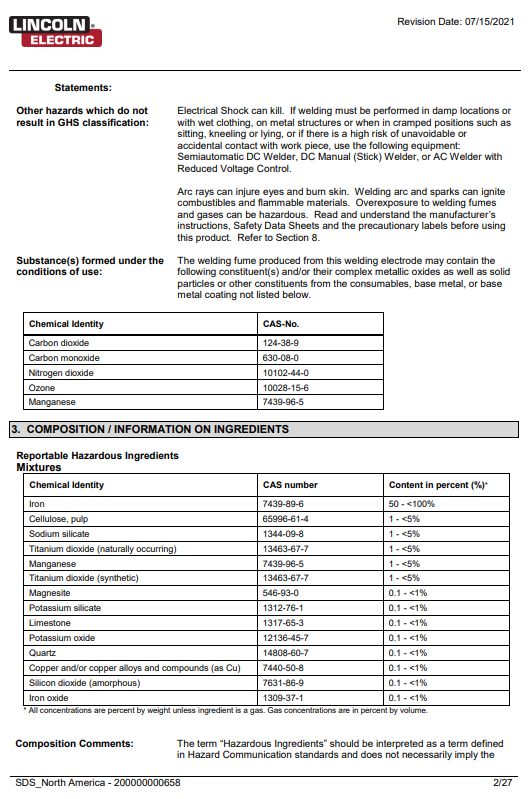 LINCOLN®
ELECTRIC
Revision Date: 07/15/2021
Statements:
Other hazards which do not
result in GHS classification:
Electrical Shock can kill. If welding must be performed in damp locations or
with wet clothing, on metal structures or when in cramped positions such as
sitting, kneeling or lying, or if there is a high risk of unavoidable or
accidental contact with work piece, use the following equipment:
Semiautomatic DC Welder, DC Manual (Stick) Welder, or AC Welder with
Reduced Voltage Control.
Arc rays can injure eyes and burn skin. Welding arc and sparks can ignite
combustibles and flammable materials. Overexposure to welding fumes
and gases can be hazardous. Read and understand the manufacturer's
instructions, Safety Data Sheets and the precautionary labels before using
this product. Refer to Section 8.
Substance(s) formed under the
conditions of use:
The welding fume produced from this welding electrode may contain the
following constituent(s) and/or their complex metallic oxides as well as solid
particles or other constituents from the consumables, base metal, or base
metal coating not listed below.
Chemical Identity CAS-No.
Carbon dioxide 124-38-9
Carbon monoxide 630-08-0
Nitrogen dioxide 10102-44-0
Ozone 10028-15-6
Manganese 7439-96-5
3. COMPOSITION / INFORMATION ON INGREDIENTS
Reportable Hazardous Ingredients
Mixtures
Chemical Identity CAS number Content in percent (%)*
Iron 7439-89-6 50 - <100%
Cellulose, pulp 65996-61-4 1 - <5%
Sodium silicate 1344-09-8 1 - <5%
Titanium dioxide (naturally occurring) 13463-67-7 1 - <5%
Manganese 7439-96-5 1 - <5%
Titanium dioxide (synthetic) 13463-67-7 1 - <5%
Magnesite 546-93-0 0.1 - <1%
Potassium silicate 1312-76-1 0.1 - <1%
Limestone 1317-65-3 0.1 - <1%
Potassium oxide 12136-45-7 0.1 - <1%
Quartz 14808-60-7 0.1 - <1%
Copper and/or copper alloys and compounds (as Cu) 7440-50-8 0.1 - <1%
Silicon dioxide (amorphous) 7631-86-9 0.1 - <1%
Iron oxide 1309-37-1 0.1 - <1%
* All concentrations are percent by weight unless ingredient is a gas. Gas concentrations are in percent by volume.
Composition Comments:
The term “Hazardous Ingredients” should be interpreted as a term defined
in Hazard Communication standards and does not necessarily imply the
SDS_North America - 200000000658
2/27